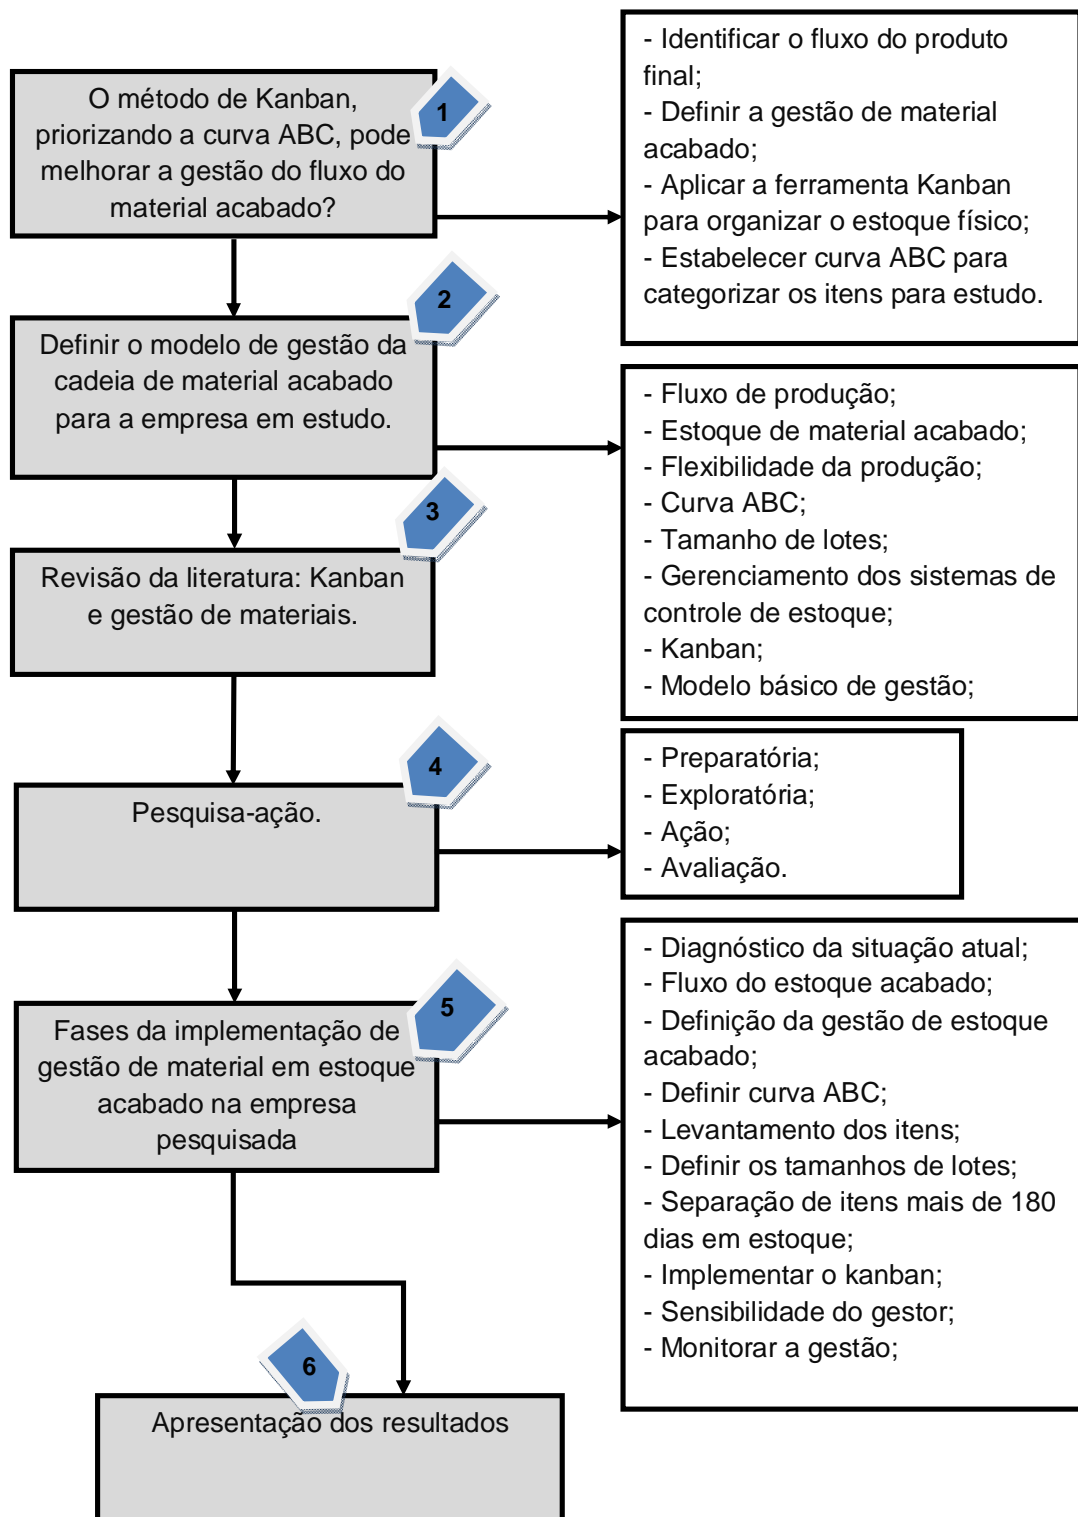 1
O método de Kanban,
priorizando a curva ABC, pode
melhorar a gestão do fluxo do
material acabado?
- Identificar o fluxo do produto
final;
- Definir a gestão de material
acabado;
- Aplicar a ferramenta Kanban
para organizar o estoque físico;
- Estabelecer curva ABC para
categorizar os itens para estudo.
2
Definir o modelo de gestão da
cadeia de material acabado
para a empresa em estudo.
- Fluxo de produção;
- Estoque de material acabado;
- Flexibilidade da produção;
- Curva ABC;
- Tamanho de lotes;
- Gerenciamento dos sistemas de
controle de estoque;
- Kanban;
- Modelo básico de gestão;
3
Revisão da literatura: Kanban
e gestão de materiais.
4
Pesquisa-ação.
- Preparatória;
- Exploratória;
- Ação;
- Avaliação.
5
Fases da implementação de
gestão de material em estoque
acabado na empresa
pesquisada
- Diagnóstico da situação atual;
- Fluxo do estoque acabado;
- Definição da gestão de estoque
acabado;
- Definir curva ABC;
- Levantamento dos itens;
- Definir os tamanhos de lotes;
- Separação de itens mais de 180
dias em estoque;
- Implementar o kanban;
- Sensibilidade do gestor;
- Monitorar a gestão;
6
Apresentação dos resultados